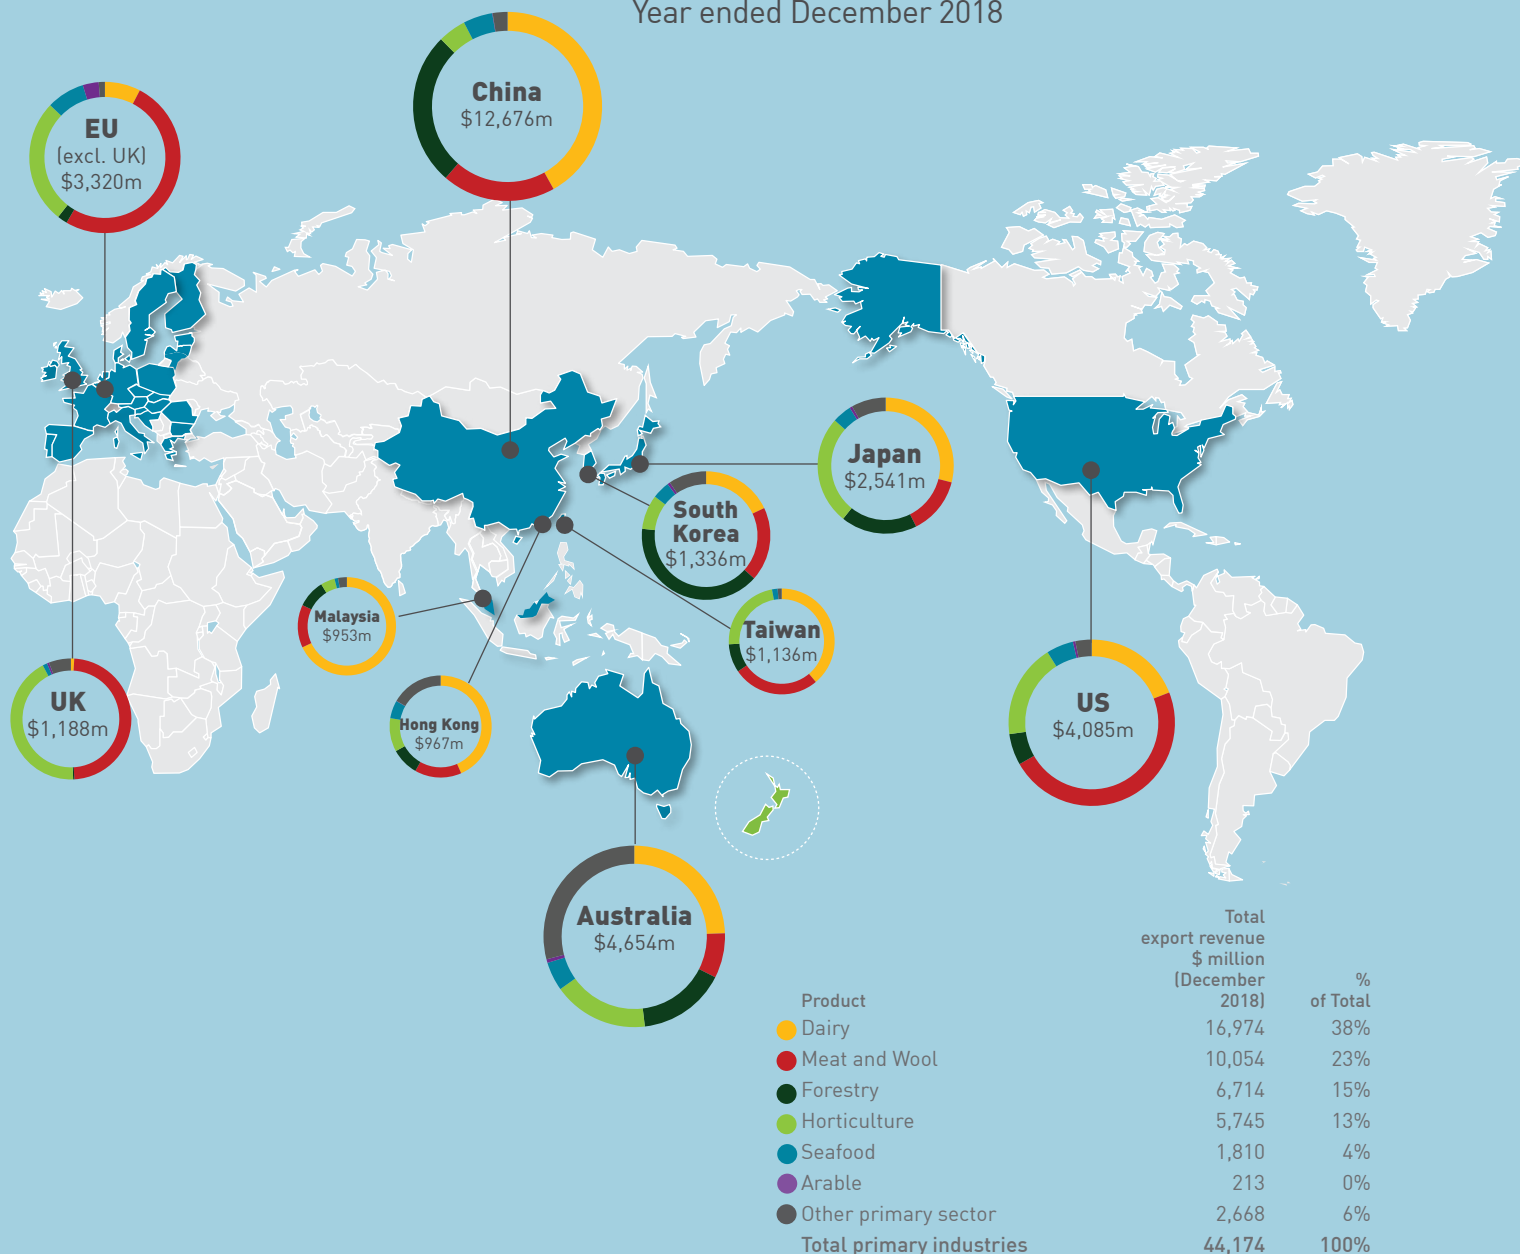 Year ended December 2018
China
$12,676m
EU
(excl. UK)
$3,320m
Japan
$2,541m
South
Korea
$1,336m
Malaysia
$953m
Taiwan
$1,136m
UK
$1,188m
Hong Kong
$967m
US
$4,085m
Australia
$4,654m
Total
export revenue
$ million
(December %
Product 2018) of Total
Dairy 16,974 38%
Meat and Wool 10,054 23%
Forestry 6,714 15%
Horticulture 5,745 13%
Seafood 1,810 4%
Arable 213 0%
Other primary sector 2,668 6%
Total primary industries 44,174 100%